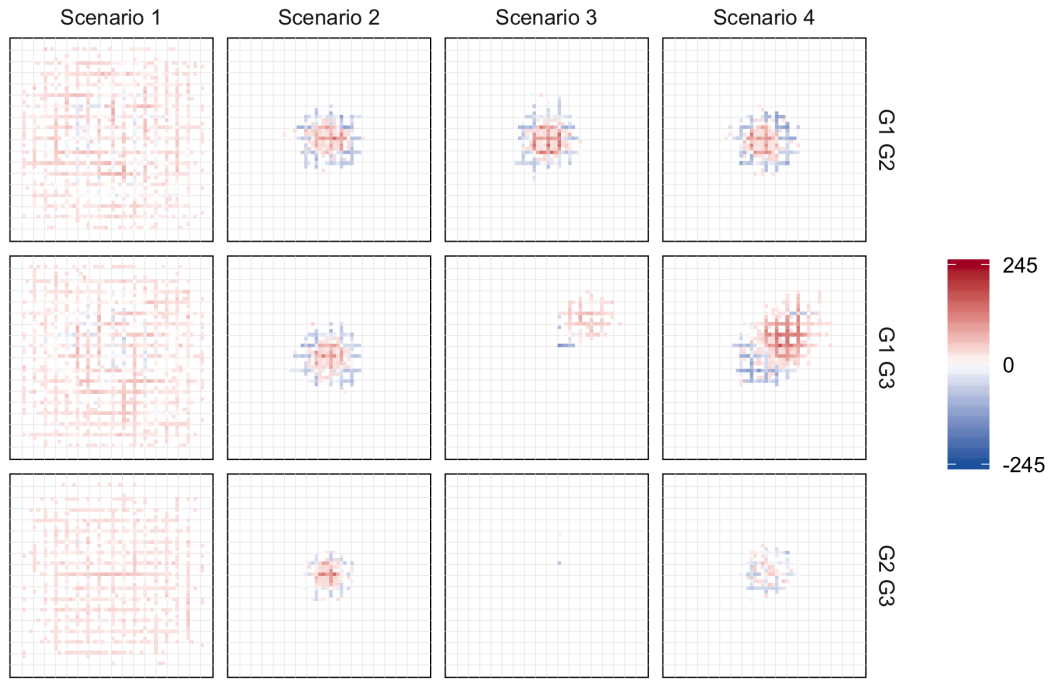 Scenario 1
Scenario 2
Scenario 3
Scenario 4
G1 G2
G1 G3
G2 G3
245
0
-245